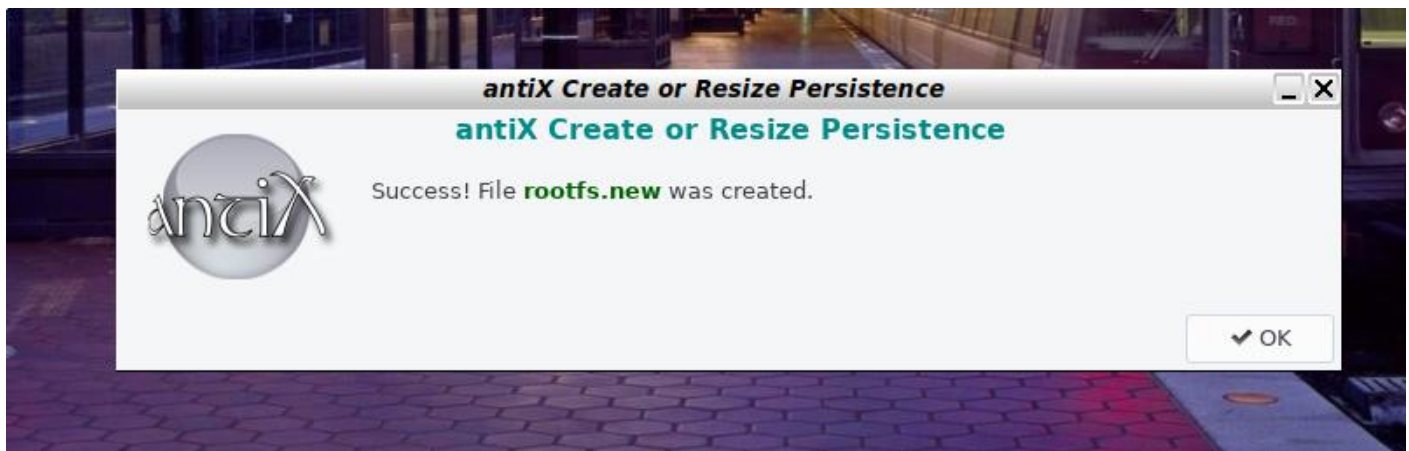 antiX Create or Resize Persistence
antiX Create or Resize Persistence
antiX
Success! File rootfs.new was created.
OK